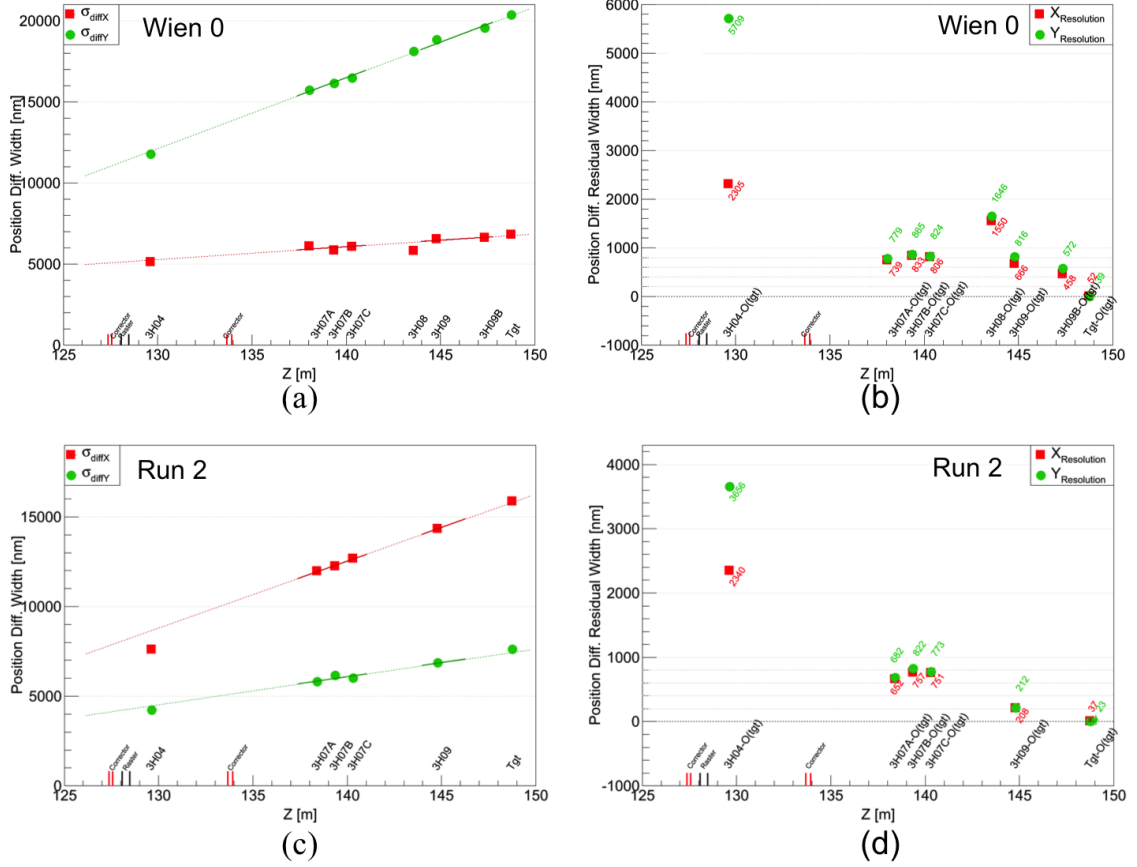 σdiffX
σdiffY
Wien 0
Position Diff. Width [nm]
20000
15000
10000
5000
0
Corrector
Raster
3H04
Corrector
3H07A
3H07B
3H07C
3H08
3H09
3H09B
Tgt
125
130
135
140
145
150
Z [m]
(a)
Wien 0
XResolution
YResolution
Position Diff. Residual Width [nm]
6000
5000
4000
3000
2000
1000
0
-1000
5709
2305
779
739
865
833
824
806
1646
1550
816
666
572
458
52
39
Corrector
Raster
3H04-O(tgt)
Corrector
3H07A-O(tgt)
3H07B-O(tgt)
3H07C-O(tgt)
3H08-O(tgt)
3H09-O(tgt)
3H09B-O(tgt)
Tgt-O(tgt)
125
130
135
140
145
150
Z [m]
(b)
σdiffX
σdiffY
Run 2
Position Diff. Width [nm]
15000
10000
5000
0
Corrector
Raster
3H04
Corrector
3H07A
3H07B
3H07C
3H09
Tgt
125
130
135
140
145
150
Z [m]
(c)
Run 2
XResolution
YResolution
Position Diff. Residual Width [nm]
4000
3000
2000
1000
0
-1000
3656
2340
682
652
822
757
773
751
212
208
37
23
Corrector
Raster
3H04-O(tgt)
Corrector
3H07A-O(tgt)
3H07B-O(tgt)
3H07C-O(tgt)
3H09-O(tgt)
Tgt-O(tgt)
125
130
135
140
145
150
Z [m]
(d)